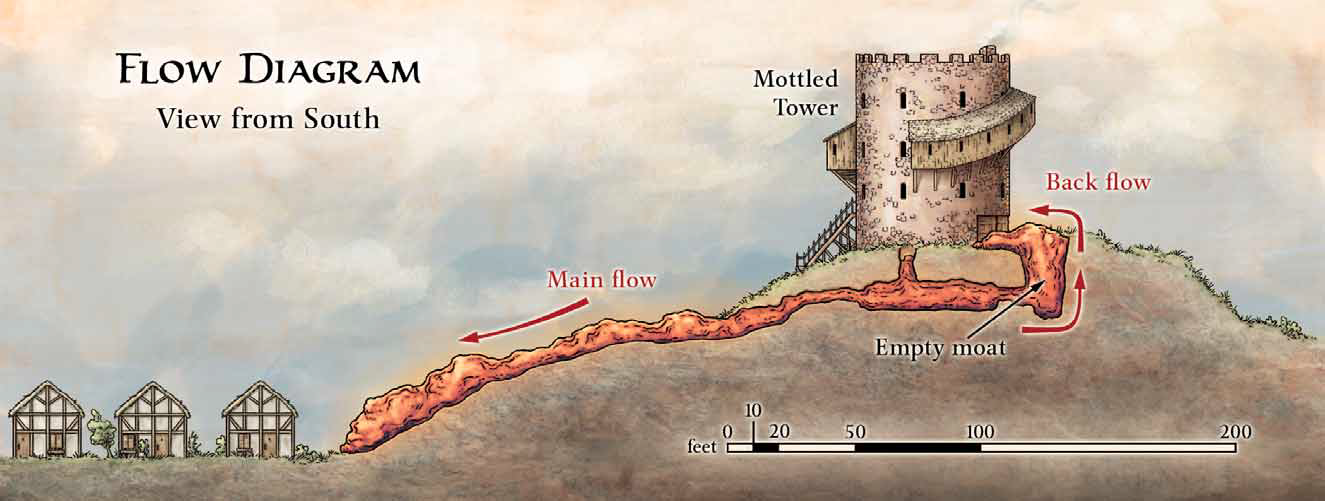 Flow Diagram
View from South
Mottled
Tower
Back flow
Main flow
Empty moat
10
feet 0 20 50 100 200